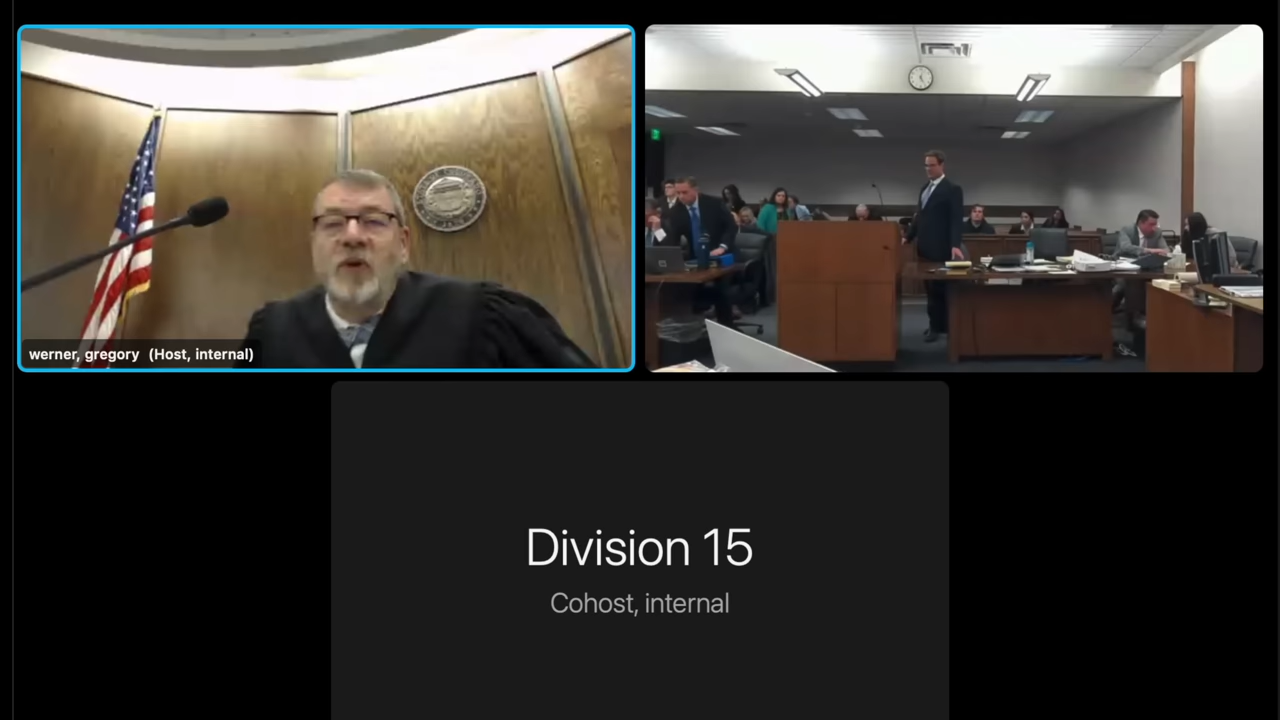 werner, gregory (Host, internal)
Division 15
Cohost, internal